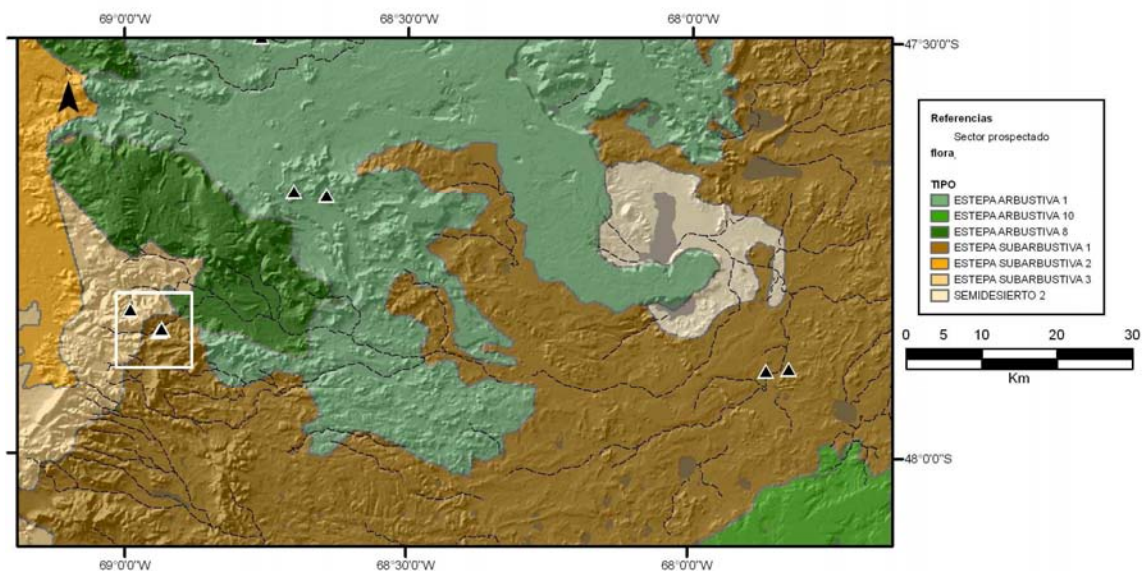 69°0'0"W
68°30'0"W
68°0'0"W
47°30'0"S
Referencias
Sector prospectado
flora
TIPO
ESTEPA ARBUSTIVA 1
ESTEPA ARBUSTIVA 10
ESTEPA ARBUSTIVA 8
ESTEPA SUBARBUSTIVA 1
ESTEPA SUBARBUSTIVA 2
ESTEPA SUBARBUSTIVA 3
SEMIDESIERTO 2
0 5 10 20 30
Km
48°0'0"S
69°0'0"W
68°30'0"W
68°0'0"W